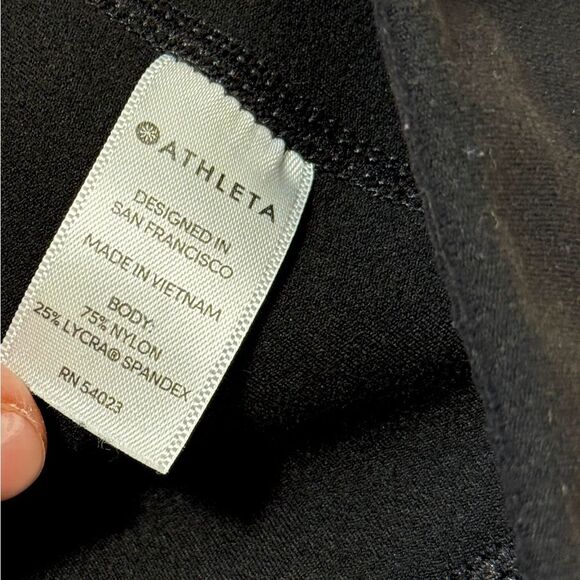 ATHLETA
DESIGNED IN
SAN FRANCISCO
MADE IN VIETNAM
BODY:
75% NYLON
25% LYCRA® SPANDEX
RN 54023